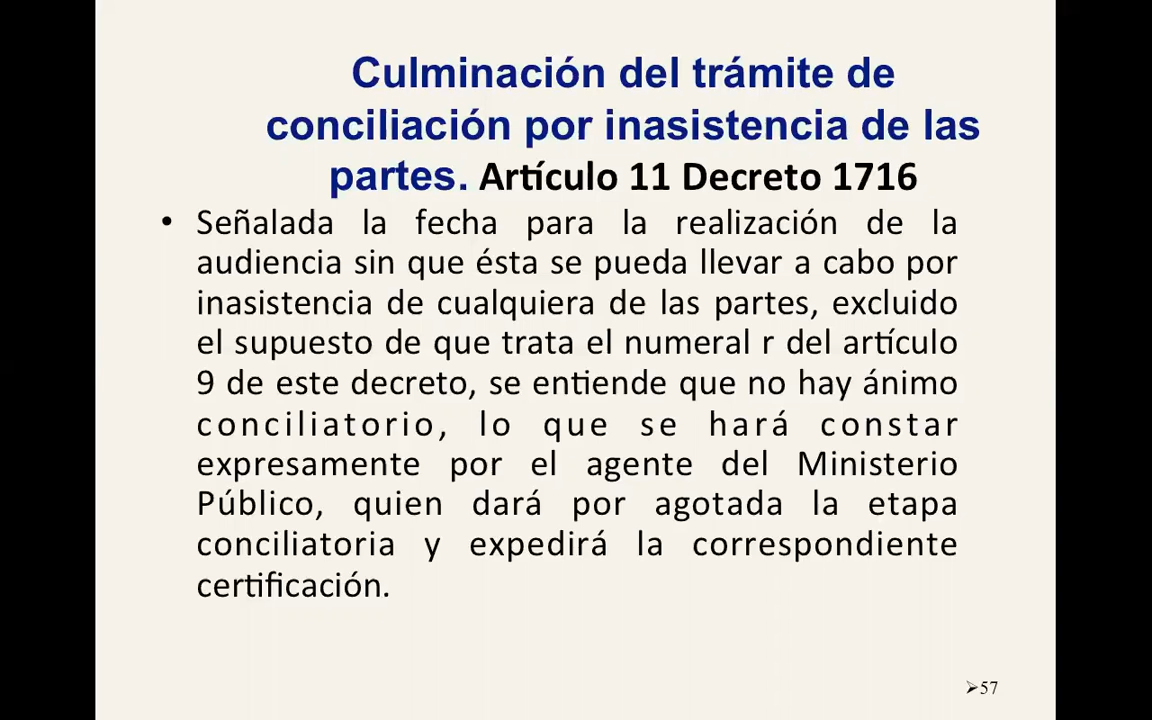 Culminación del trámite de
conciliación por inasistencia de las
partes. Artículo 11 Decreto 1716
• Señalada la fecha para la realización de la
audiencia sin que ésta se pueda llevar a cabo por
inasistencia de cualquiera de las partes, excluido
el supuesto de que trata el numeral r del artículo
9 de este decreto, se entiende que no hay ánimo
conciliatorio, lo que se hará constar
expresamente por el agente del Ministerio
Público, quien dará por agotada la etapa
conciliatoria y expedirá la correspondiente
certificación.
➢57